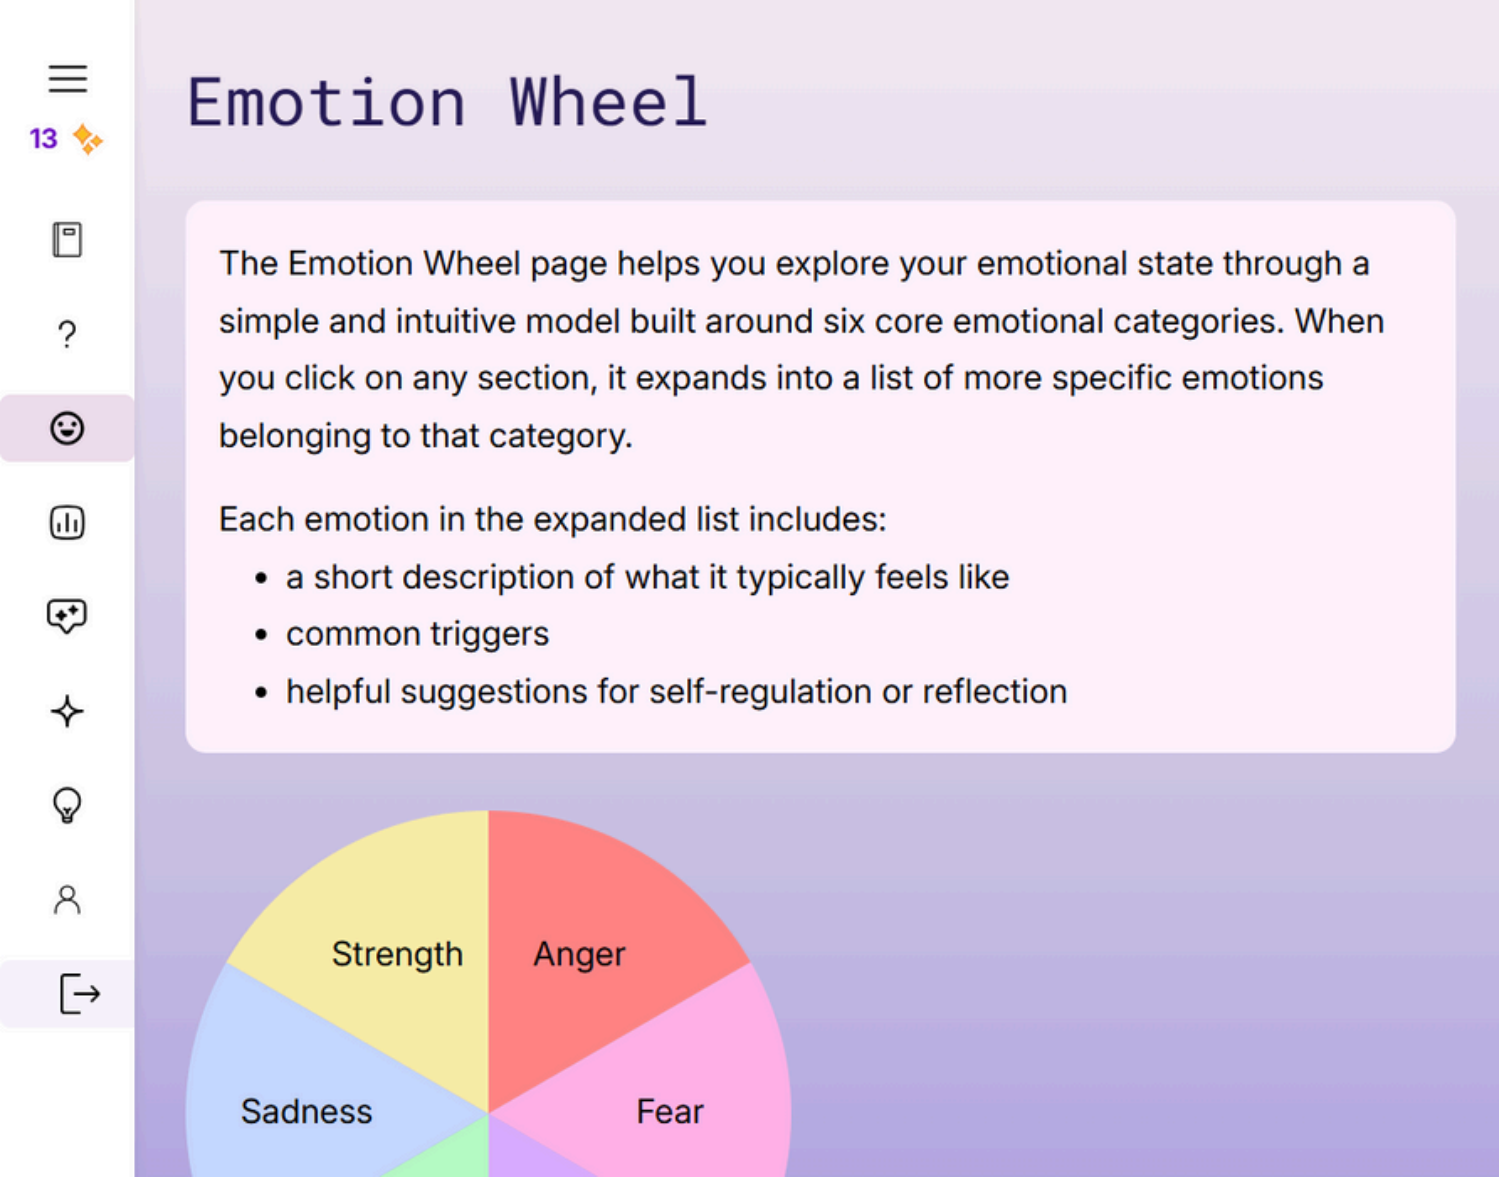 Emotion Wheel
13
?
The Emotion Wheel page helps you explore your emotional state through a
simple and intuitive model built around six core emotional categories. When
you click on any section, it expands into a list of more specific emotions
belonging to that category.
Each emotion in the expanded list includes:
• a short description of what it typically feels like
• common triggers
• helpful suggestions for self-regulation or reflection
Strength
Anger
Sadness
Fear